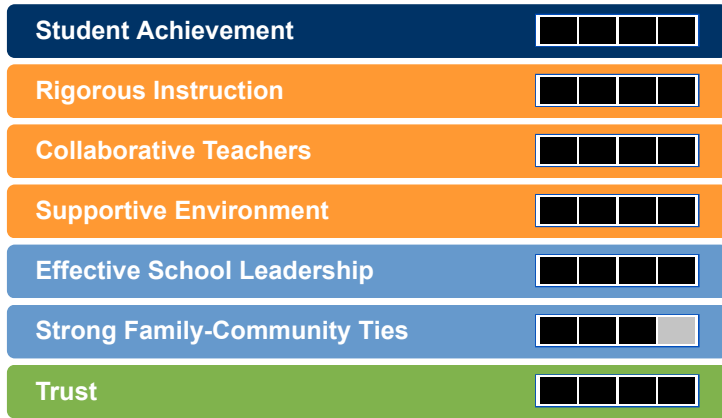 Student Achievement
Rigorous Instruction
Collaborative Teachers
Supportive Environment
Effective School Leadership
Strong Family-Community Ties
Trust